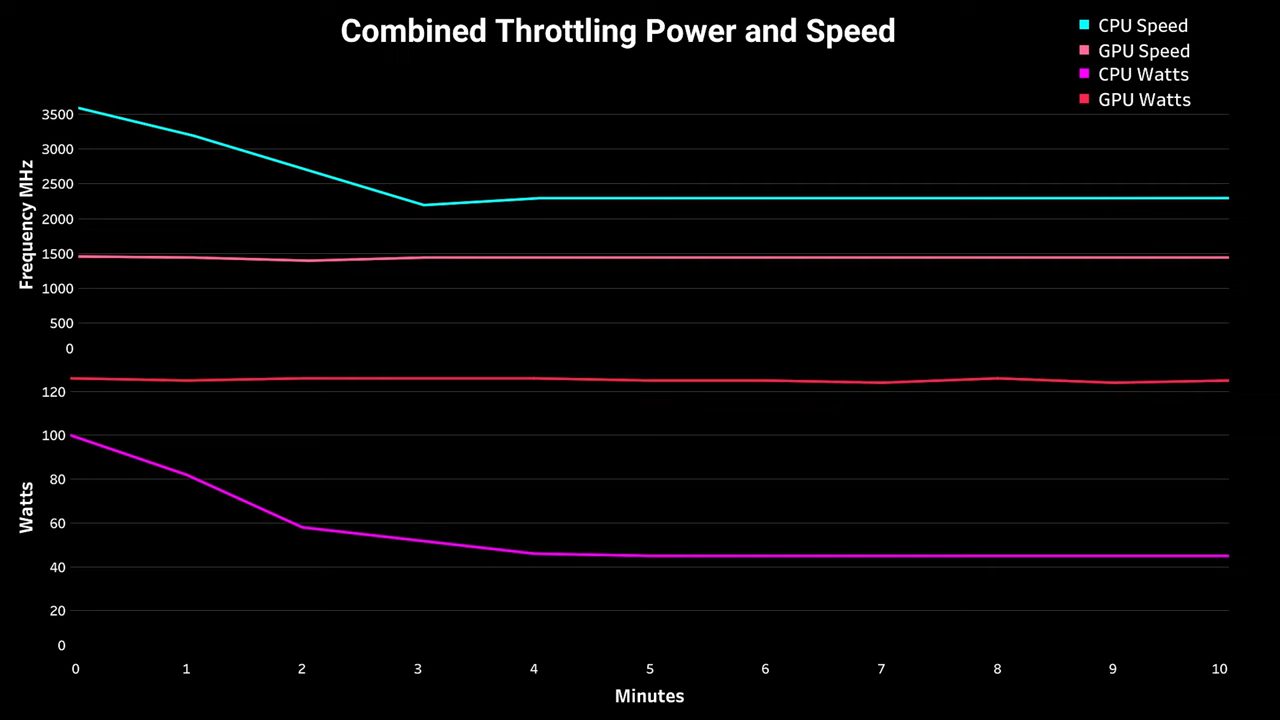 Combined Throttling Power and Speed
CPU Speed
GPU Speed
CPU Watts
GPU Watts
Frequency MHz
3500
3000
2500
2000
1500
1000
500
0
Watts
120
100
80
60
40
20
0
0 1 2 3 4 5 6 7 8 9 10
Minutes